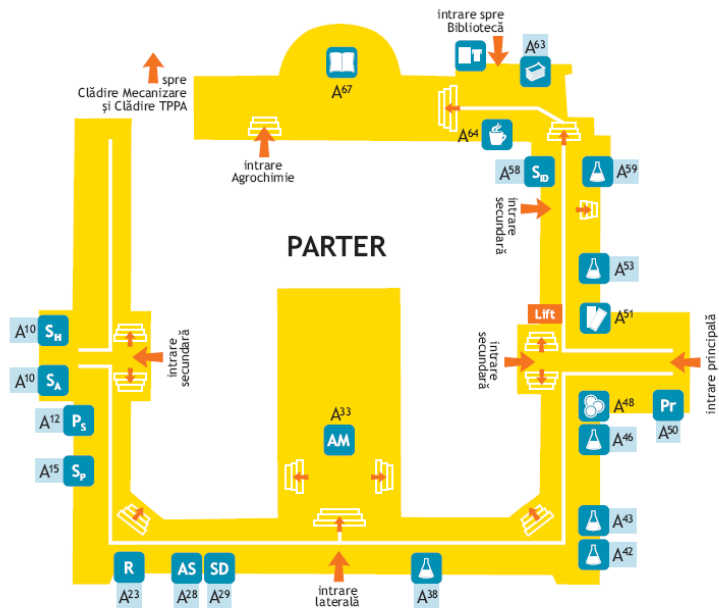 intrare spre
Bibliotecă
A63
T
A67
spre
Clădire Mecanizare
și Clădire TPPA
A64
intrare
Agrochimie
A58
SID
A59
intrare
secundară
PARTER
A53
Lift
A51
A10
SH
intrare
secundară
intrare
secundară
intrare principală
A10
SA
A12
PS
A33
AM
A48
Pr
A50
A46
A15
SP
A43
A42
R
AS
SD
A23
A28
A29
intrare
laterală
A38